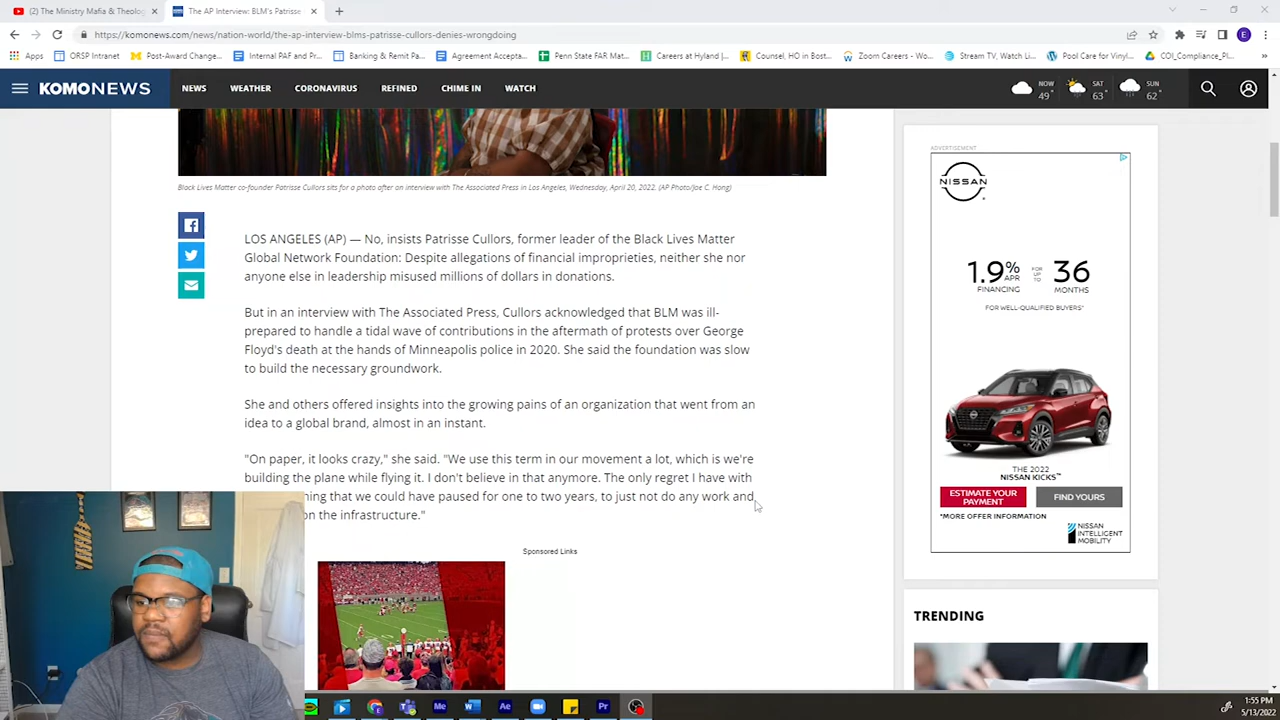 (2) The Ministry Mafia & Theolog
The AP Interview: BLM's Patrisse
https://komonews.com/news/nation-world/the-ap-interview-blms-patrisse-cullors-denies-wrongdoing
Apps
ORSP Intranet
Post-Award Change...
Internal PAF and Pr...
Banking & Remit Pa...
Agreement Accepta...
Penn State FAR Mat...
Careers at Hyland |...
Counsel, HO in Bost...
Zoom Careers - Wo...
Stream TV, Watch Li...
Pool Care for Vinyl...
COI_Compliance_Pl...
KOMO NEWS
NEWS
WEATHER
CORONAVIRUS
REFINED
CHIME IN
WATCH
NOW
49°
SAT
63°
SUN
62°
Black Lives Matter co-founder Patrisse Cullors sits for a photo after an interview with The Associated Press in Los Angeles, Wednesday, April 20, 2022. (AP Photo/Jae C. Hong)
LOS ANGELES (AP) — No, insists Patrisse Cullors, former leader of the Black Lives Matter
Global Network Foundation: Despite allegations of financial improprieties, neither she nor
anyone else in leadership misused millions of dollars in donations.
But in an interview with The Associated Press, Cullors acknowledged that BLM was ill-
prepared to handle a tidal wave of contributions in the aftermath of protests over George
Floyd's death at the hands of Minneapolis police in 2020. She said the foundation was slow
to build the necessary groundwork.
She and others offered insights into the growing pains of an organization that went from an
idea to a global brand, almost in an instant.
"On paper, it looks crazy," she said. "We use this term in our movement a lot, which is we're
building the plane while flying it. I don't believe in that anymore. The only regret I have with
that we could have paused for one to two years, to just not do any work and
on the infrastructure."
Sponsored Links
ADVERTISEMENT
NISSAN
1.9%
APR
FINANCING
FOR UP TO
36
MONTHS
FOR WELL-QUALIFIED BUYERS*
THE 2022
NISSAN KICKS™
ESTIMATE YOUR
PAYMENT
FIND YOURS
*MORE OFFER INFORMATION
NISSAN
INTELLIGENT
MOBILITY
TRENDING
1:55 PM
5/13/2022